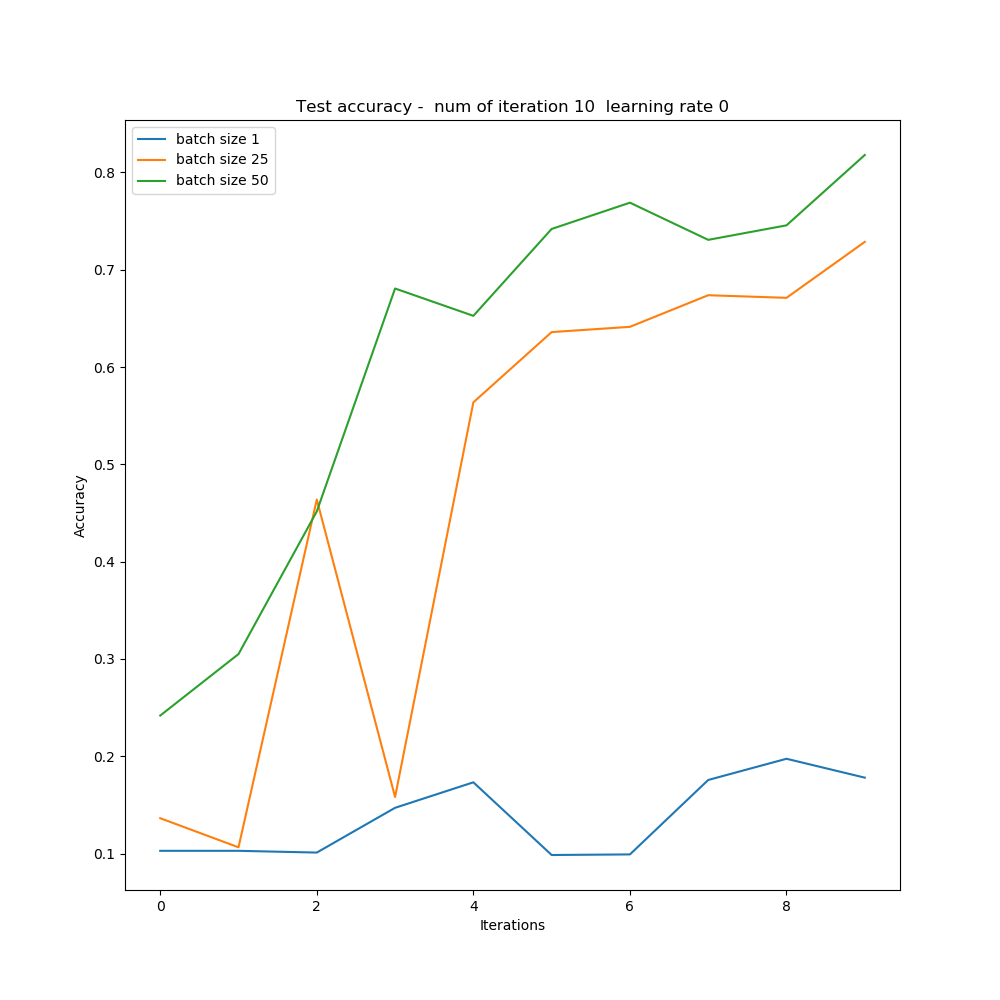 Test accuracy -  num of iteration 10  learning rate 0
batch size 1
batch size 25
batch size 50
0.8
0.7
0.6
0.5
0.4
0.3
0.2
0.1
Accuracy
0 2 4 6 8
Iterations